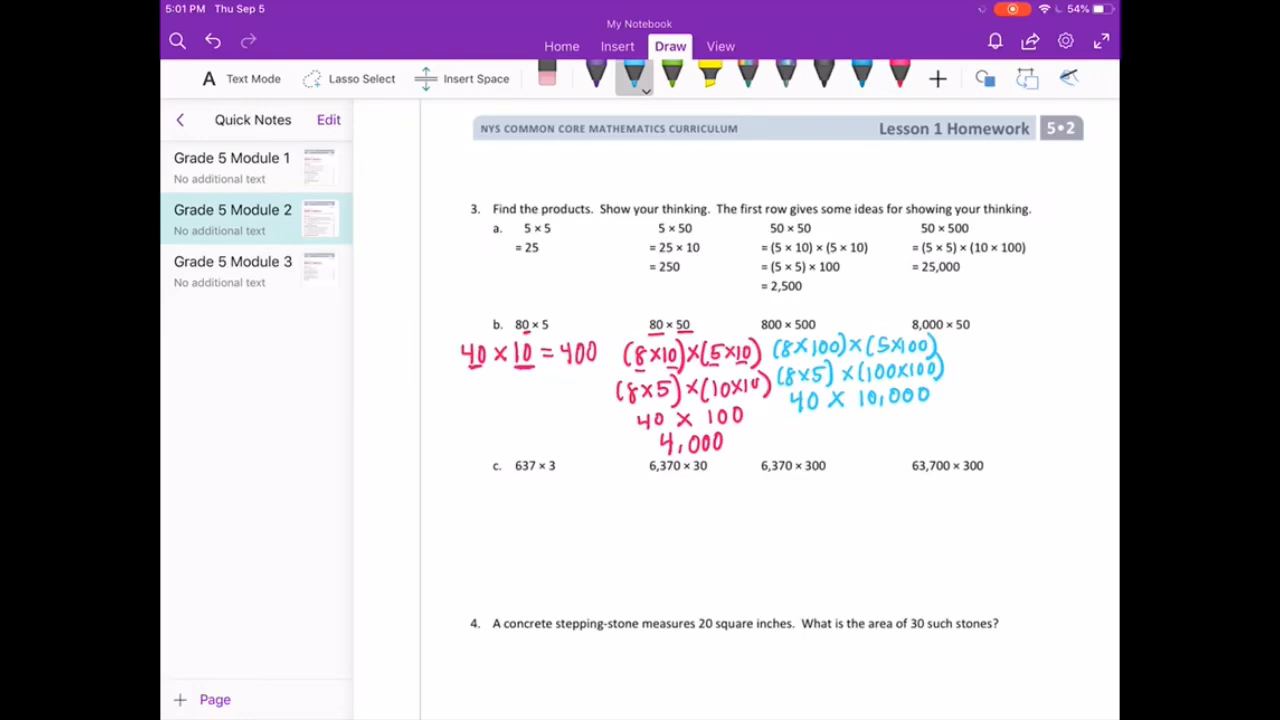 5:01 PM Thu Sep 5
54%
My Notebook
Home Insert Draw View
A Text Mode Lasso Select Insert Space
Quick Notes Edit
Grade 5 Module 1
No additional text
Grade 5 Module 2
No additional text
Grade 5 Module 3
No additional text
+ Page
NYS COMMON CORE MATHEMATICS CURRICULUM Lesson 1 Homework 5•2
3. Find the products. Show your thinking. The first row gives some ideas for showing your thinking.
a. 5 × 5 5 × 50 50 × 50 50 × 500
= 25 = 25 × 10 = (5 × 10) × (5 × 10) = (5 × 5) × (10 × 100)
= 250 = (5 × 5) × 100 = 25,000
= 2,500
b. 80 × 5 80 × 50 800 × 500 8,000 × 50
40 × 10 = 400 (8 × 10) × (5 × 10) (8 × 100) × (5 × 100)
(8 × 5) × (10 × 10) (8 × 5) × (100 × 100)
40 × 100 40 × 10,000
4,000
c. 637 × 3 6,370 × 30 6,370 × 300 63,700 × 300
4. A concrete stepping-stone measures 20 square inches. What is the area of 30 such stones?